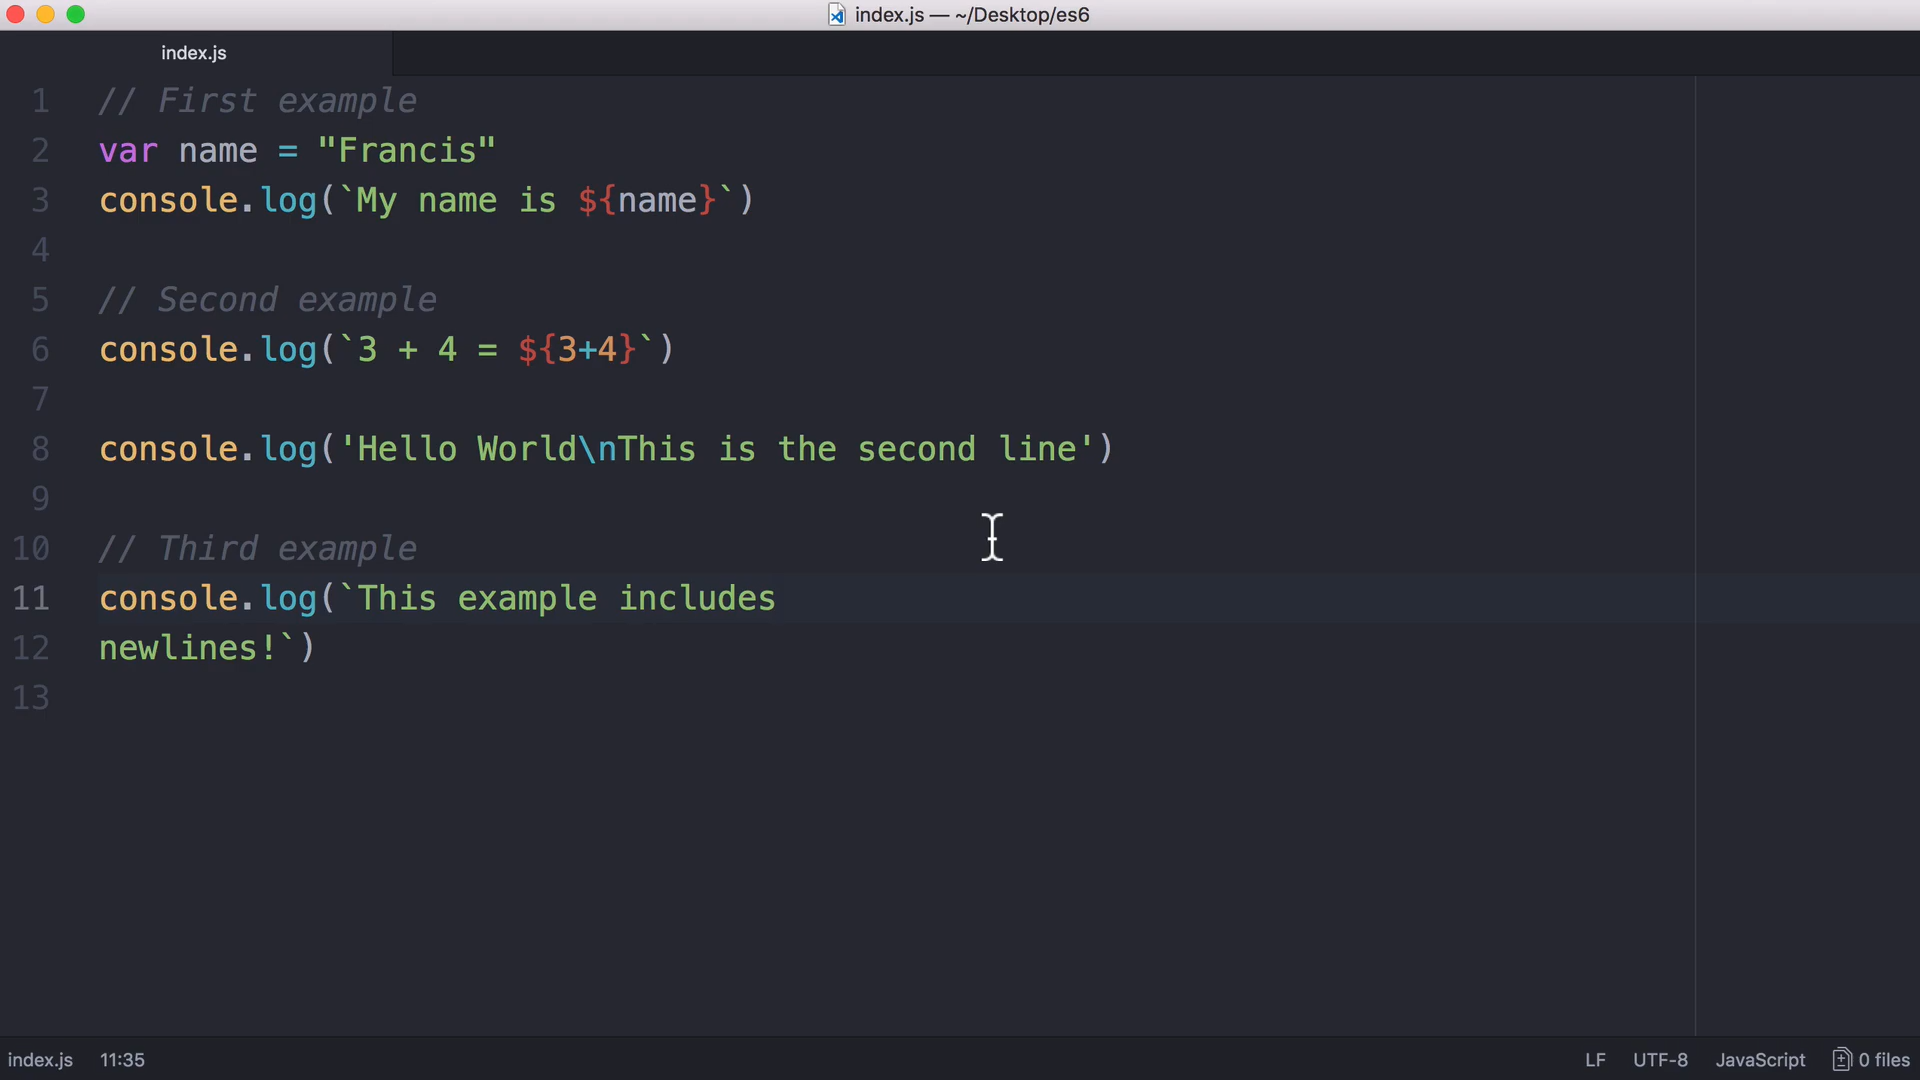 index.js — ~/Desktop/es6
index.js
1 // First example
2 var name = "Francis"
3 console.log(`My name is ${name}`)
4
5 // Second example
6 console.log(`3 + 4 = ${3+4}`)
7
8 console.log('Hello World\nThis is the second line')
9
10 // Third example
11 console.log(`This example includes
12 newlines!`)
13
index.js 11:35 LF UTF-8 JavaScript 0 files